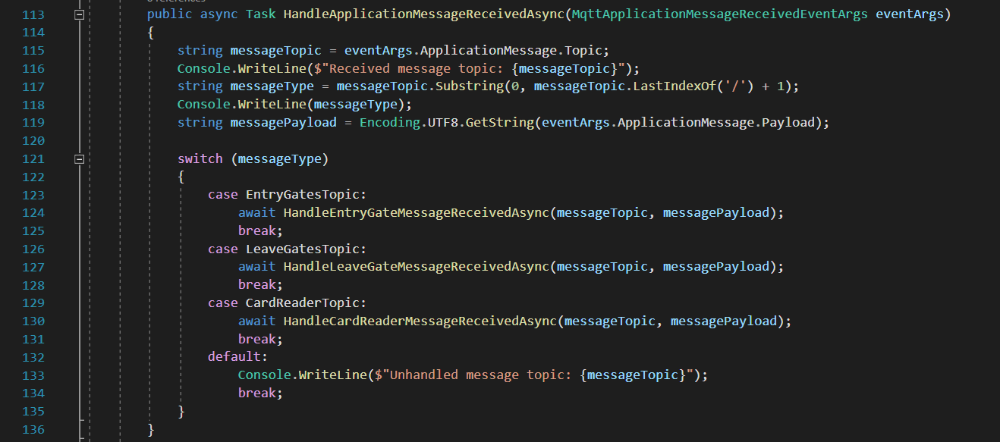 113 public async Task HandleApplicationMessageReceivedAsync(MqttApplicationMessageReceivedEventArgs eventArgs)
114 {
115 string messageTopic = eventArgs.ApplicationMessage.Topic;
116 Console.WriteLine($"Received message topic: {messageTopic}");
117 string messageType = messageTopic.Substring(0, messageTopic.LastIndexOf('/') + 1);
118 Console.WriteLine(messageType);
119 string messagePayload = Encoding.UTF8.GetString(eventArgs.ApplicationMessage.Payload);
120
121 switch (messageType)
122 {
123 case EntryGatesTopic:
124 await HandleEntryGateMessageReceivedAsync(messageTopic, messagePayload);
125 break;
126 case LeaveGatesTopic:
127 await HandleLeaveGateMessageReceivedAsync(messageTopic, messagePayload);
128 break;
129 case CardReaderTopic:
130 await HandleCardReaderMessageReceivedAsync(messageTopic, messagePayload);
131 break;
132 default:
133 Console.WriteLine($"Unhandled message topic: {messageTopic}");
134 break;
135 }
136 }